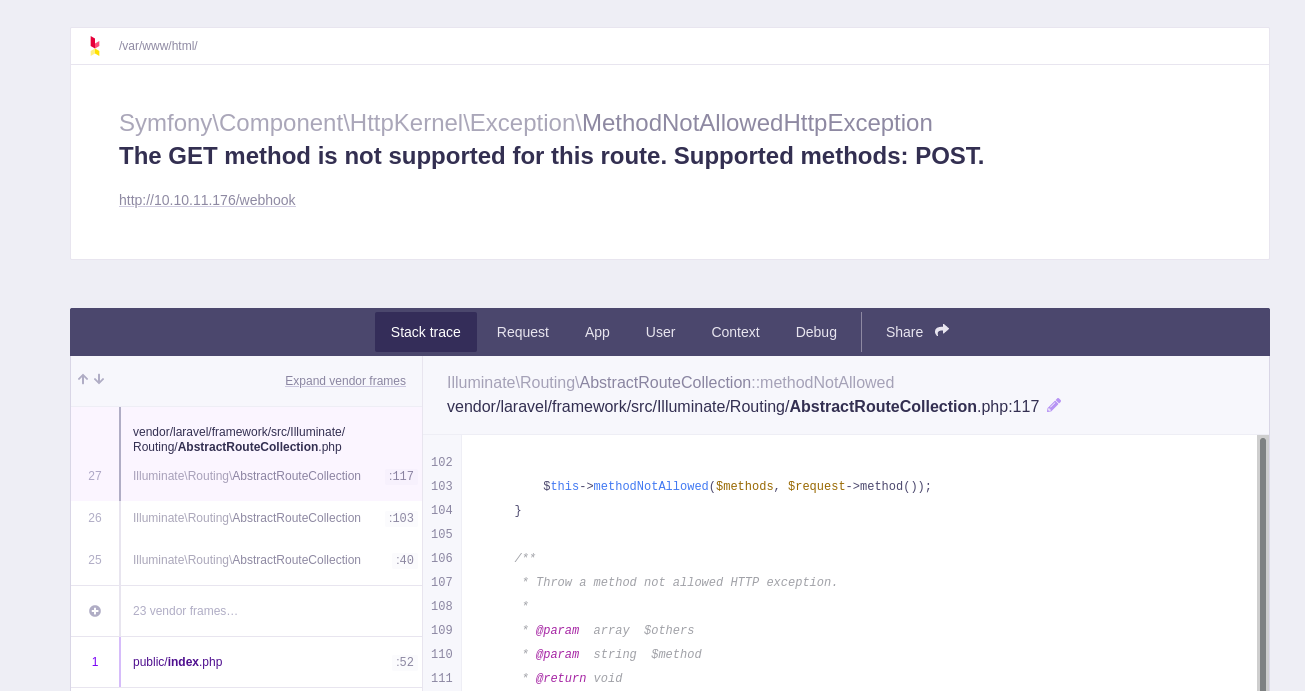 /var/www/html/
Symfony\Component\HttpKernel\Exception\MethodNotAllowedHttpException
The GET method is not supported for this route. Supported methods: POST.
http://10.10.11.176/webhook
Stack trace Request App User Context Debug Share
Expand vendor frames
vendor/laravel/framework/src/Illuminate/
Routing/AbstractRouteCollection.php
27 Illuminate\Routing\AbstractRouteCollection :117
26 Illuminate\Routing\AbstractRouteCollection :103
25 Illuminate\Routing\AbstractRouteCollection :40
23 vendor frames…
1 public/index.php :52
Illuminate\Routing\AbstractRouteCollection::methodNotAllowed
vendor/laravel/framework/src/Illuminate/Routing/AbstractRouteCollection.php:117
102
103 $this->methodNotAllowed($methods, $request->method());
104 }
105
106 /**
107 * Throw a method not allowed HTTP exception.
108 *
109 * @param  array  $others
110 * @param  string  $method
111 * @return void